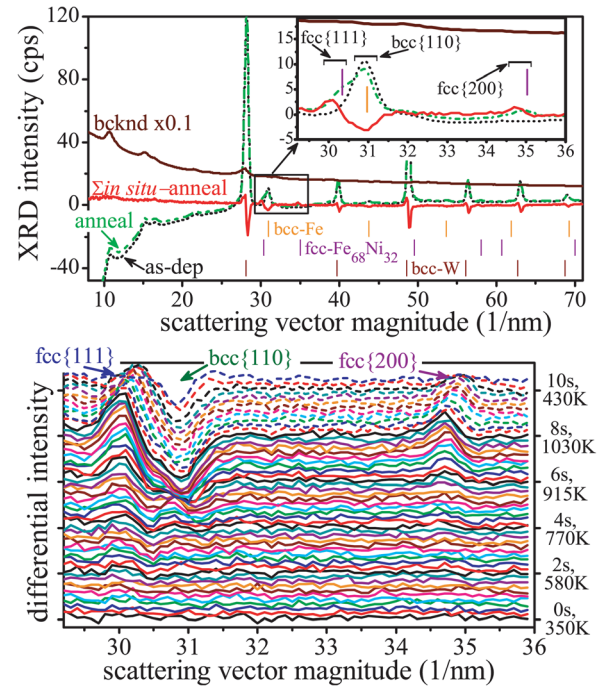 XRD intensity (cps)
120
80
40
0
-40
bcknd x0.1
Σin situ–anneal
anneal
as-dep
fcc{111}
bcc{110}
fcc{200}
20
15
10
5
0
-5
30 31 32 33 34 35 36
bcc-Fe
fcc-Fe68Ni32
bcc-W
10 20 30 40 50 60 70
scattering vector magnitude (1/nm)
fcc{111}
bcc{110}
fcc{200}
differential intensity
10s,
430K
8s,
1030K
6s,
915K
4s,
770K
2s,
580K
0s,
350K
30 31 32 33 34 35 36
scattering vector magnitude (1/nm)